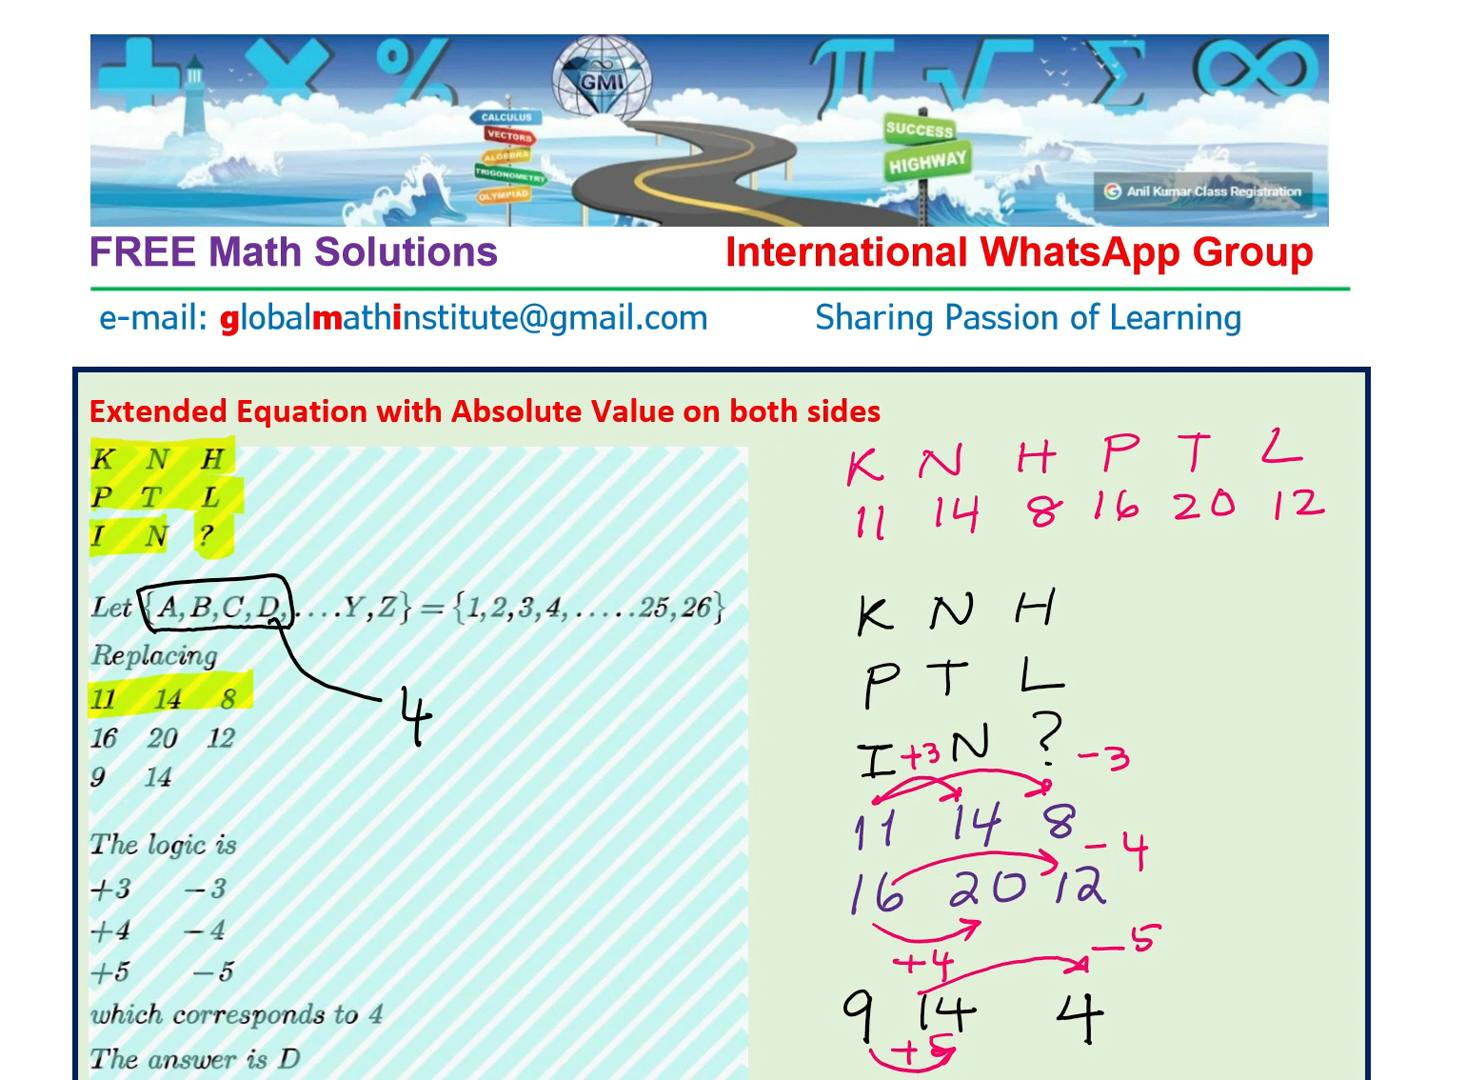 GMI
CALCULUS
VECTORS
ALGEBRA
TRIGONOMETRY
OLYMPIAD
SUCCESS
HIGHWAY
Anil Kumar Class Registration
FREE Math Solutions International WhatsApp Group
e-mail: globalmathinstitute@gmail.com Sharing Passion of Learning
Extended Equation with Absolute Value on both sides
K N H
P T L
I N ?
Let {A, B, C, D, . . . . Y , Z} = {1, 2, 3, 4, . . . . . 25, 26}
Replacing
11 14 8
16 20 12
9 14
4
The logic is
+3 −3
+4 −4
+5 −5
which corresponds to 4
The answer is D
K N H P T L
11 14 8 16 20 12
K N H
P T L
I N ?
+3 −3
11 14 8
−4
16 20 12
+4 −5
9 14 4
+5